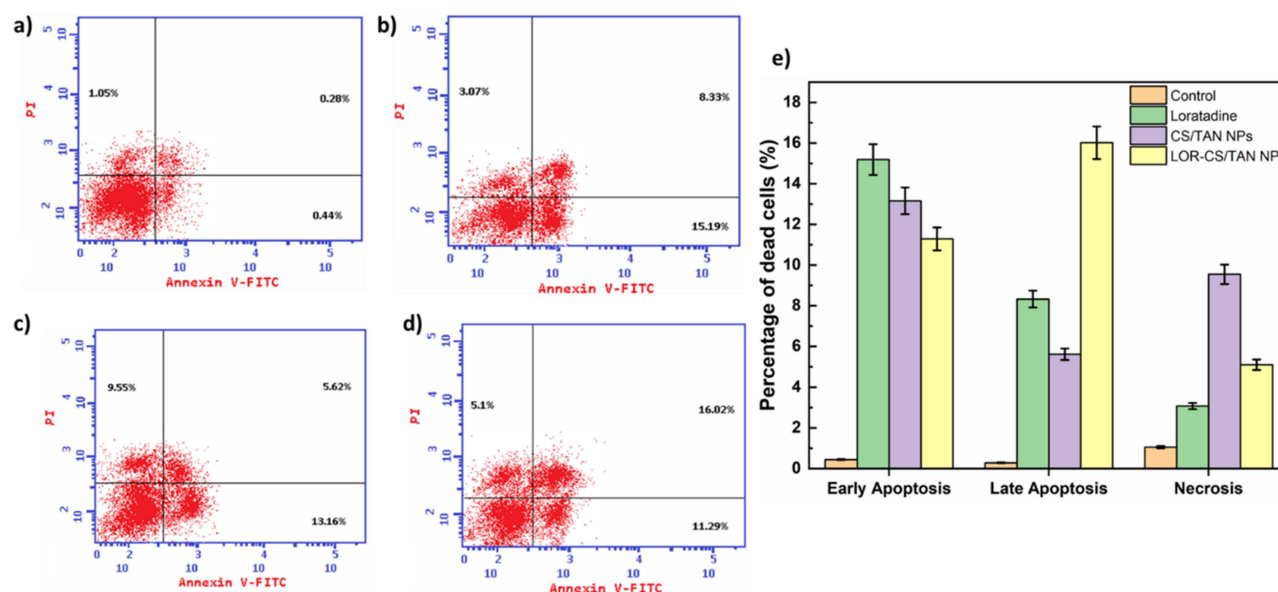 a)
5
10
4
10
PI
3
10
2
10
1.05%
0.28%
0.44%
0 2 3 4 5
10 10 10 10
Annexin V-FITC
b)
5
10
4
10
PI
3
10
2
10
3.07%
8.33%
15.19%
0 2 3 4 5
10 10 10 10
Annexin V-FITC
c)
5
10
4
10
PI
3
10
2
10
9.55%
5.62%
13.16%
0 2 3 4 5
10 10 10 10
Annexin V-FITC
d)
5
10
4
10
PI
3
10
2
10
5.1%
16.02%
11.29%
0 2 3 4 5
10 10 10 10
Annexin V-FITC
e)
Percentage of dead cells (%)
18
16
14
12
10
8
6
4
2
0
Control
Loratadine
CS/TAN NPs
LOR-CS/TAN NP
Early Apoptosis Late Apoptosis Necrosis